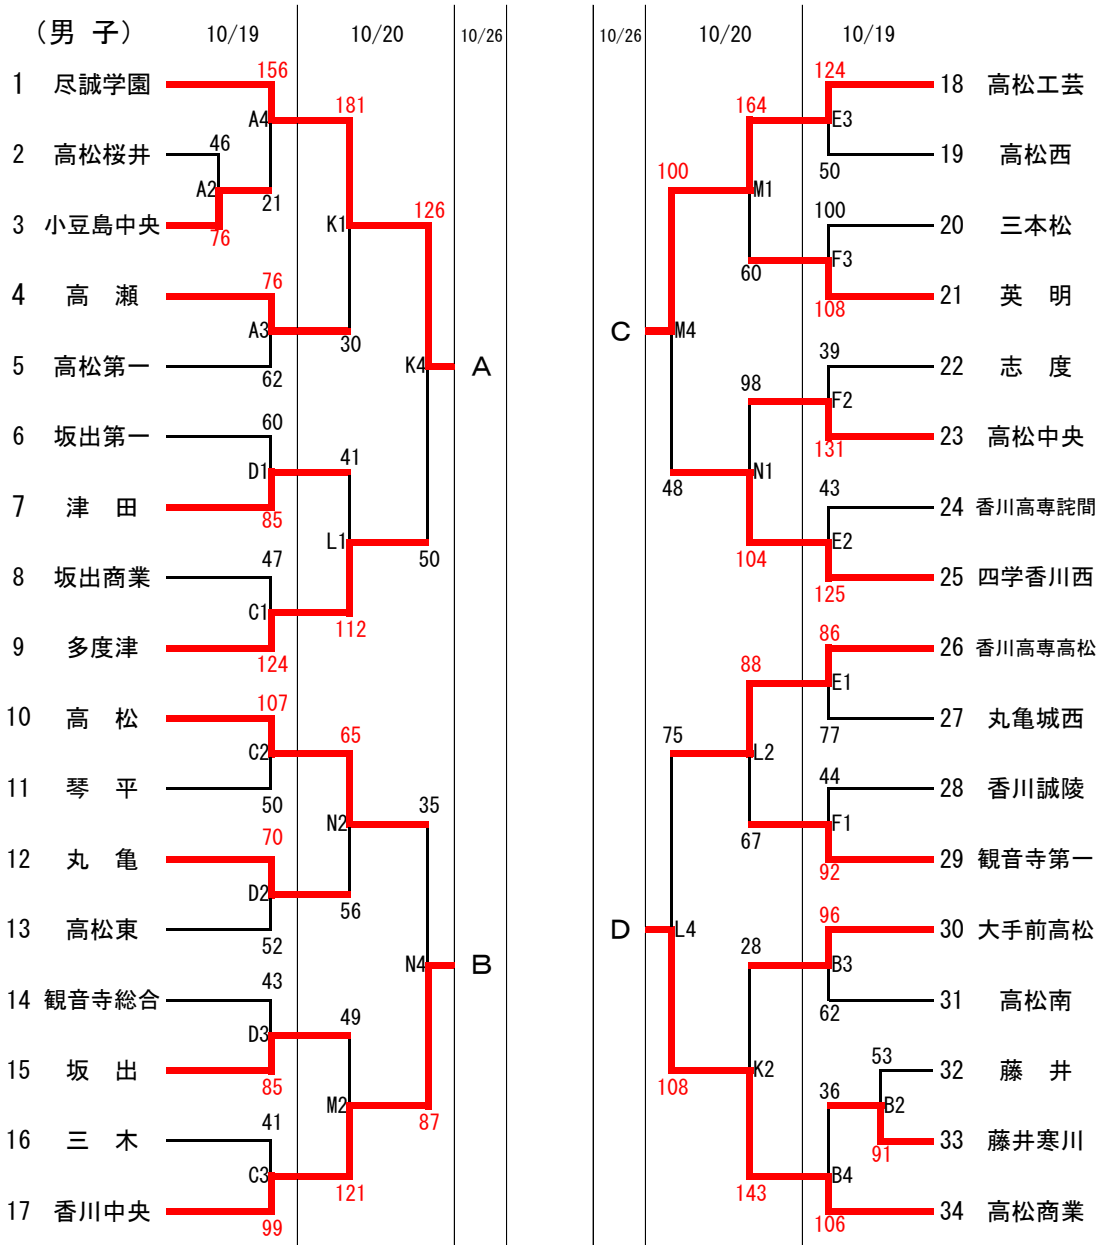 （男 子） 10/19 10/20 10/26 10/26 10/20 10/19
1 尽誠学園 156 124 18 高松工芸
181 164
A4 E3
2 高松桜井 46 50 19 高松西
A2 21 100 M1
3 小豆島中央 76 K1 126 100 20 三本松
F3
4 高 瀬 76 60 108 21 英 明
A3 30 C M4
5 高松第一 62 K4 A 39 22 志 度
98 F2
6 坂出第一 60 41 131 23 高松中央
D1 48 N1
7 津 田 85 43 24 香川高専詫間
L1 50 104 E2
8 坂出商業 47 125 25 四学香川西
C1 112
9 多度津 124 86 26 香川高専高松
88 E1
10 高 松 107 65 77 27 丸亀城西
C2 75 L2
11 琴 平 50 35 44 28 香川誠陵
N2 67 F1
12 丸 亀 70 92 29 観音寺第一
D2 56 96
13 高松東 52 D L4 30 大手前高松
N4 B 28 B3
14 観音寺総合 43 49 62 31 高松南
D3 53
15 坂 出 85 108 K2 32 藤 井
M2 87 36 B2
16 三 木 41 91 33 藤井寒川
C3 121 143 B4
17 香川中央 99 106 34 高松商業